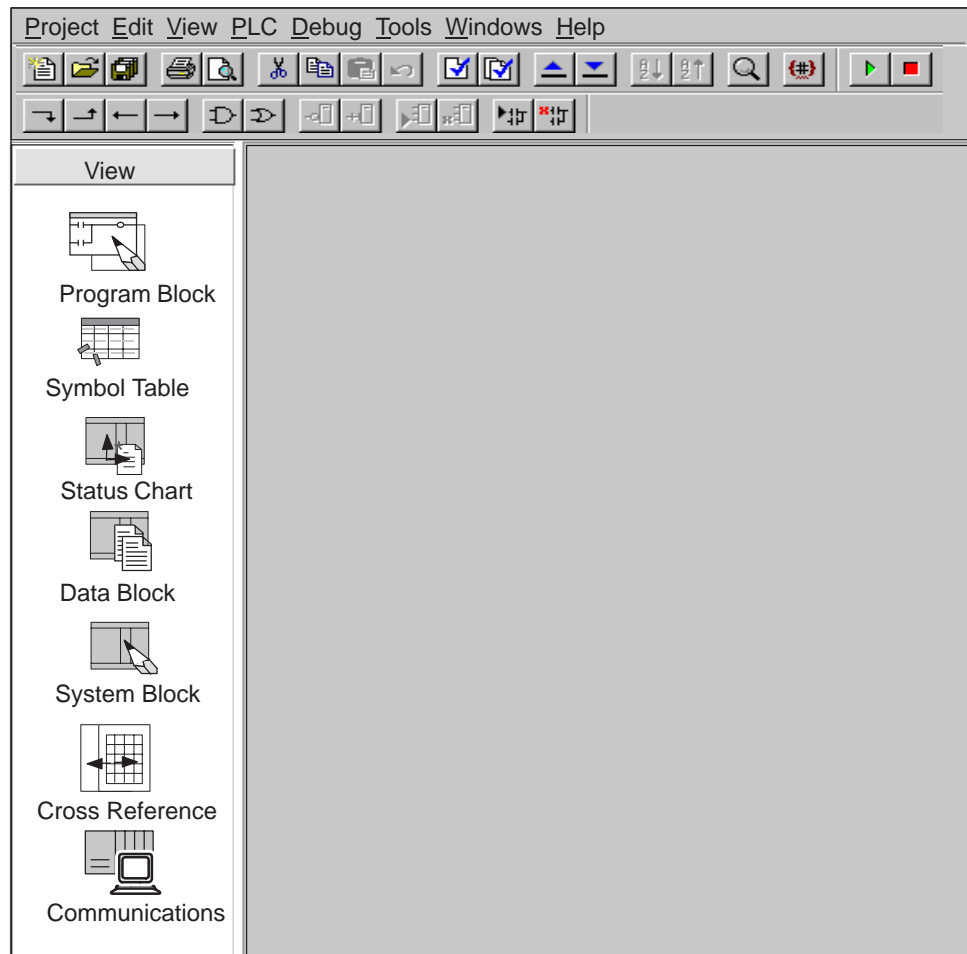 Project Edit View PLC Debug Tools Windows Help
View
Program Block
Symbol Table
Status Chart
Data Block
System Block
Cross Reference
Communications